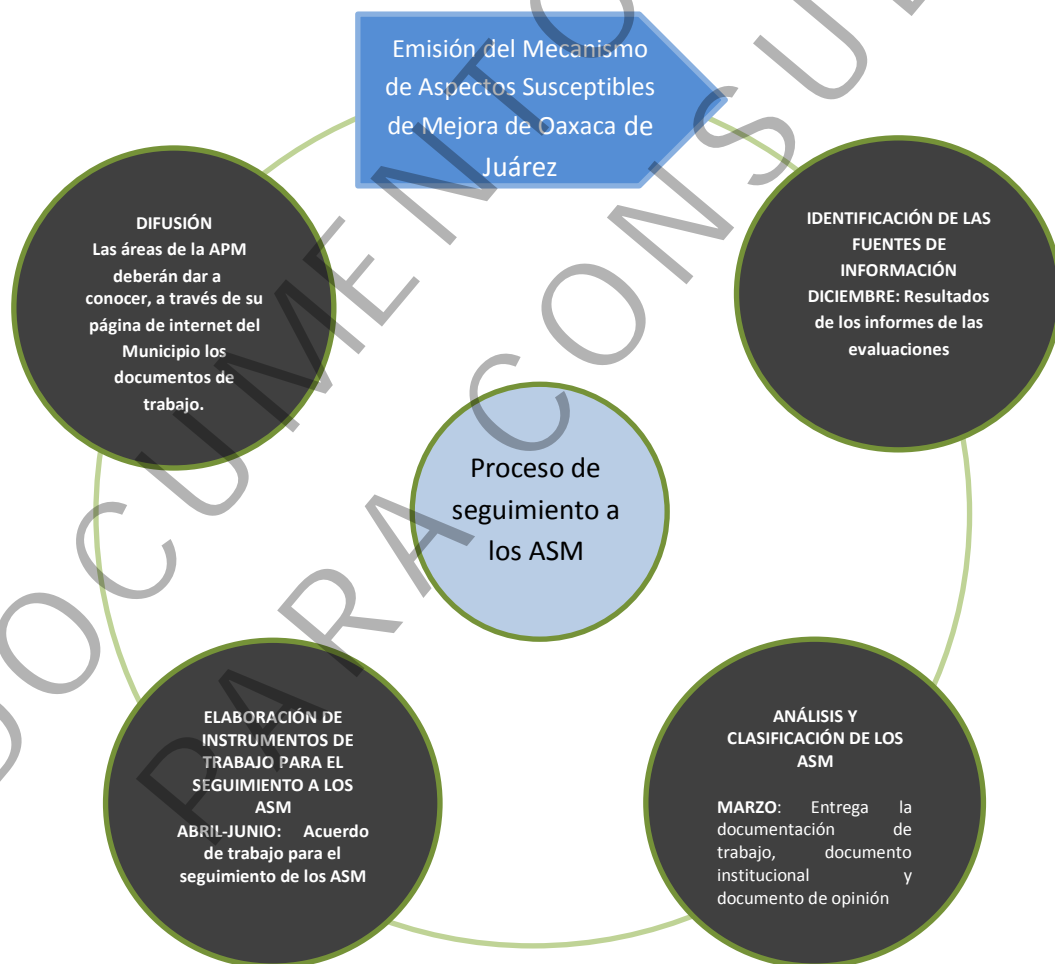 Emisión del Mecanismo
de Aspectos Susceptibles
de Mejora de Oaxaca de
Juárez
IDENTIFICACIÓN DE LAS
FUENTES DE
INFORMACIÓN
DICIEMBRE: Resultados
de los informes de las
evaluaciones
ANÁLISIS Y
CLASIFICACIÓN DE LOS
ASM
MARZO: Entrega la
documentación de
trabajo, documento
institucional y
documento de opinión
ELABORACIÓN DE
INSTRUMENTOS DE
TRABAJO PARA EL
SEGUIMIENTO A LOS
ASM
ABRIL-JUNIO: Acuerdo
de trabajo para el
seguimiento de los ASM
DIFUSIÓN
Las áreas de la APM
deberán dar a
conocer, a través de su
página de internet del
Municipio los
documentos de
trabajo.
Proceso de
seguimiento a
los ASM
DOCUMENTO
PARA CONSU